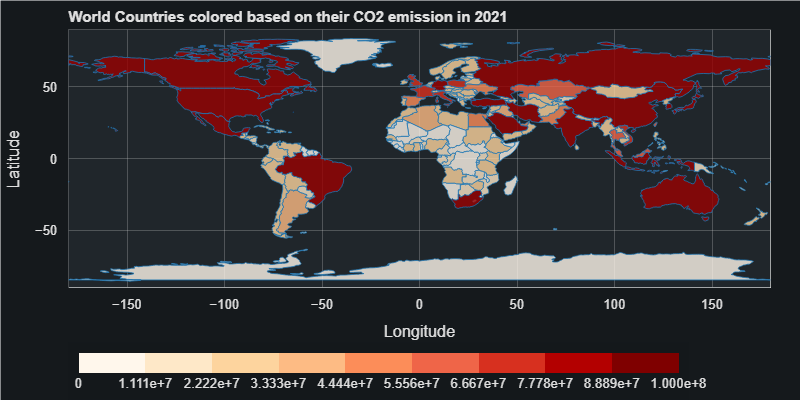 World Countries colored based on their CO2 emission in 2021
Latitude
50
0
−50
−150 −100 −50 0 50 100 150
Longitude
0 1.111e+7 2.222e+7 3.333e+7 4.444e+7 5.556e+7 6.667e+7 7.778e+7 8.889e+7 1.000e+8